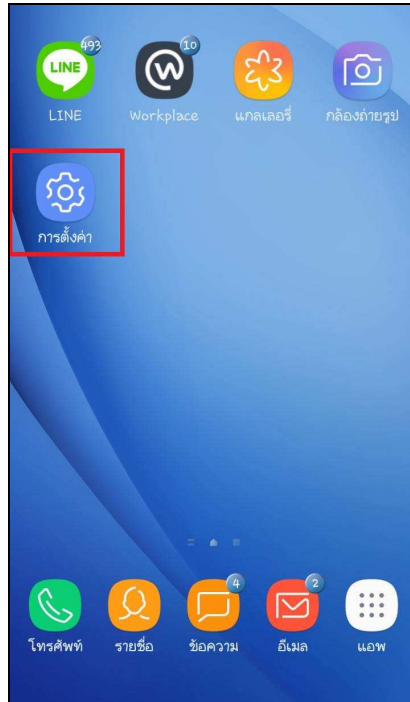 493
10
LINE
LINE
Workplace
แกลเลอรี่
กล้องถ่ายรูป
การตั้งค่า
4
2
โทรศัพท์
รายชื่อ
ข้อความ
อีเมล
แอพ